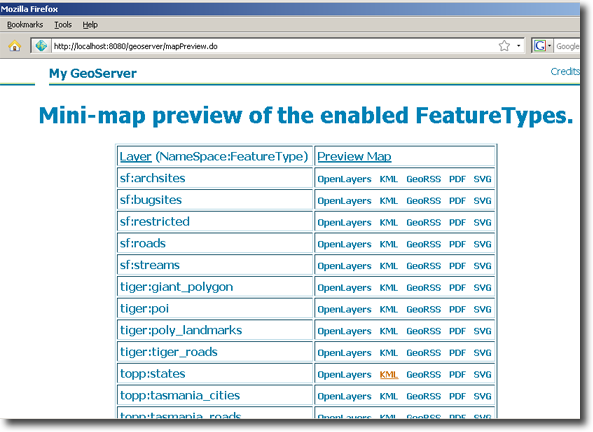 Mozilla Firefox
Bookmarks Tools Help
http://localhost:8080/geoserver/mapPreview.do
G Google
My GeoServer Credits
Mini-map preview of the enabled FeatureTypes.
Layer (NameSpace:FeatureType) Preview Map
sf:archsites OpenLayers KML GeoRSS PDF SVG
sf:bugsites OpenLayers KML GeoRSS PDF SVG
sf:restricted OpenLayers KML GeoRSS PDF SVG
sf:roads OpenLayers KML GeoRSS PDF SVG
sf:streams OpenLayers KML GeoRSS PDF SVG
tiger:giant_polygon OpenLayers KML GeoRSS PDF SVG
tiger:poi OpenLayers KML GeoRSS PDF SVG
tiger:poly_landmarks OpenLayers KML GeoRSS PDF SVG
tiger:tiger_roads OpenLayers KML GeoRSS PDF SVG
topp:states OpenLayers KML GeoRSS PDF SVG
topp:tasmania_cities OpenLayers KML GeoRSS PDF SVG
topp:tasmania_roads OpenLayers KML GeoRSS PDF SVG